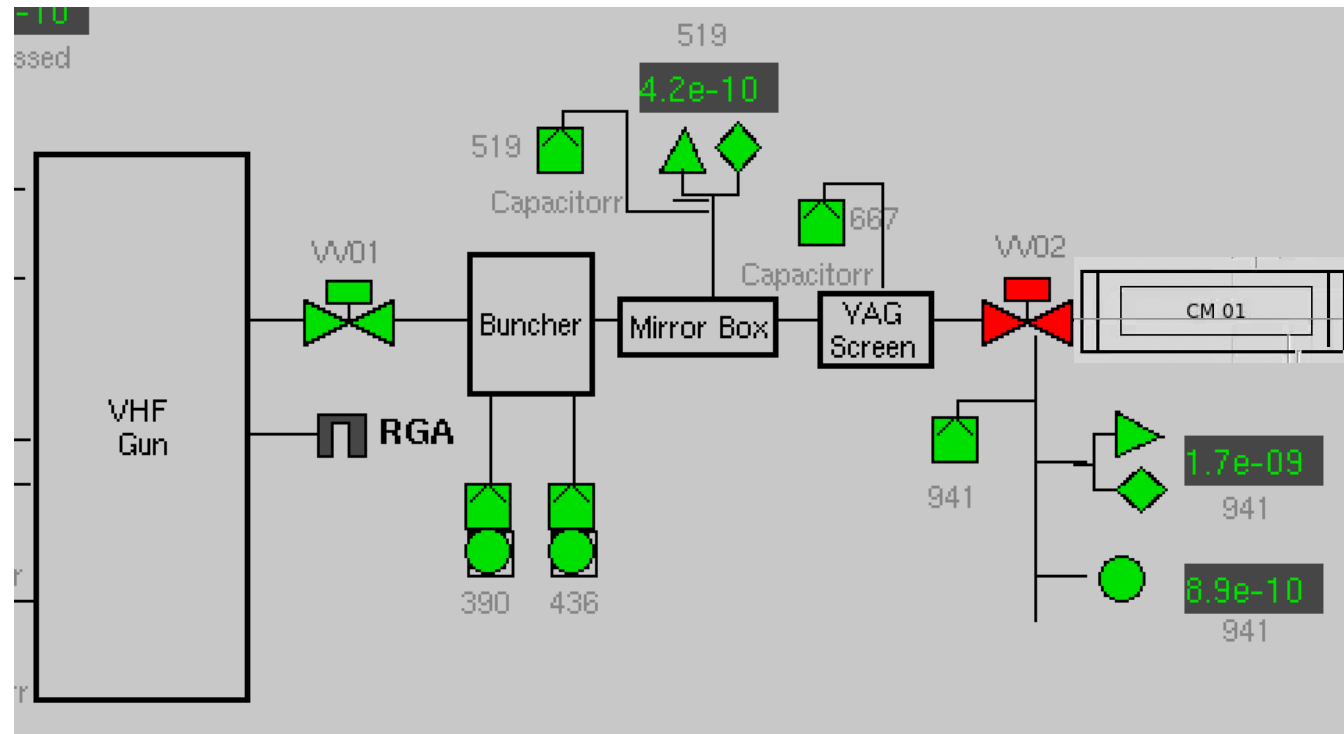 -10
ssed
519
4.2e-10
519
Capacitorr
667
Capacitorr
VV01
VV02
Buncher
Mirror Box
YAG
Screen
CM 01
VHF
Gun
RGA
941
1.7e-09
941
390
436
8.9e-10
941
r
r